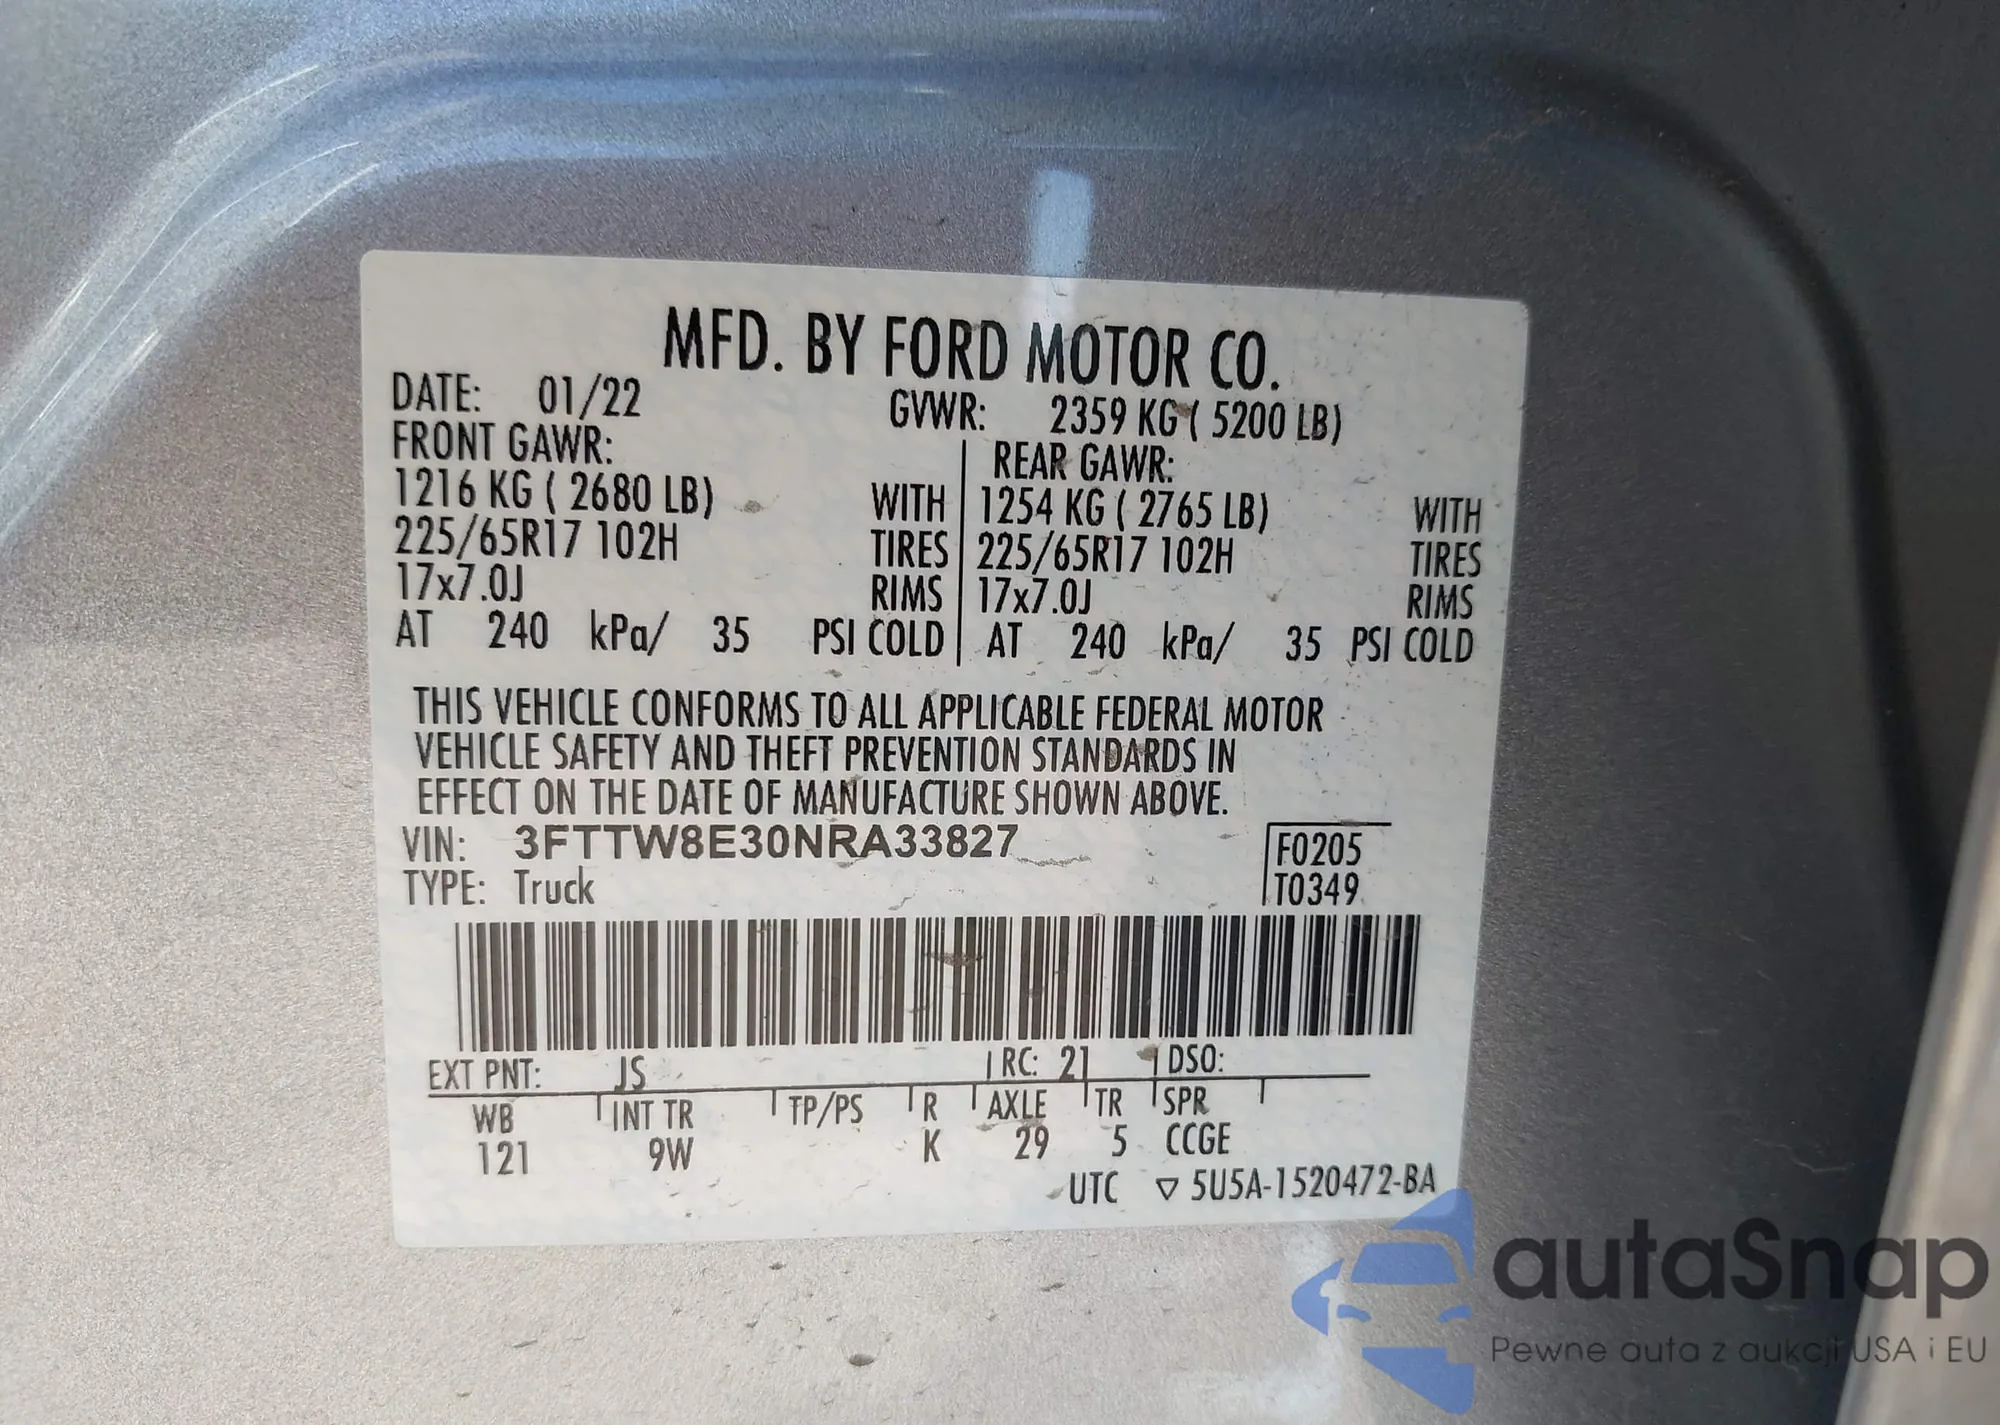 MFD. BY FORD MOTOR CO.
DATE: 01/22 GVWR: 2359 KG ( 5200 LB)
FRONT GAWR: REAR GAWR:
1216 KG ( 2680 LB) WITH 1254 KG ( 2765 LB) WITH
225/65R17 102H TIRES 225/65R17 102H TIRES
17x7.0J RIMS 17x7.0J RIMS
AT 240 kPa/ 35 PSI COLD AT 240 kPa/ 35 PSI COLD
THIS VEHICLE CONFORMS TO ALL APPLICABLE FEDERAL MOTOR
VEHICLE SAFETY AND THEFT PREVENTION STANDARDS IN
EFFECT ON THE DATE OF MANUFACTURE SHOWN ABOVE.
VIN: 3FTTW8E30NRA33827 F0205
TYPE: Truck T0349
EXT PNT: JS RC: 21 DSO:
WB INT TR TP/PS R AXLE TR SPR
121 9W K 29 5 CCGE
UTC ▽ 5U5A-1520472-BA
autaSnap
Pewne auta z aukcji USA i EU